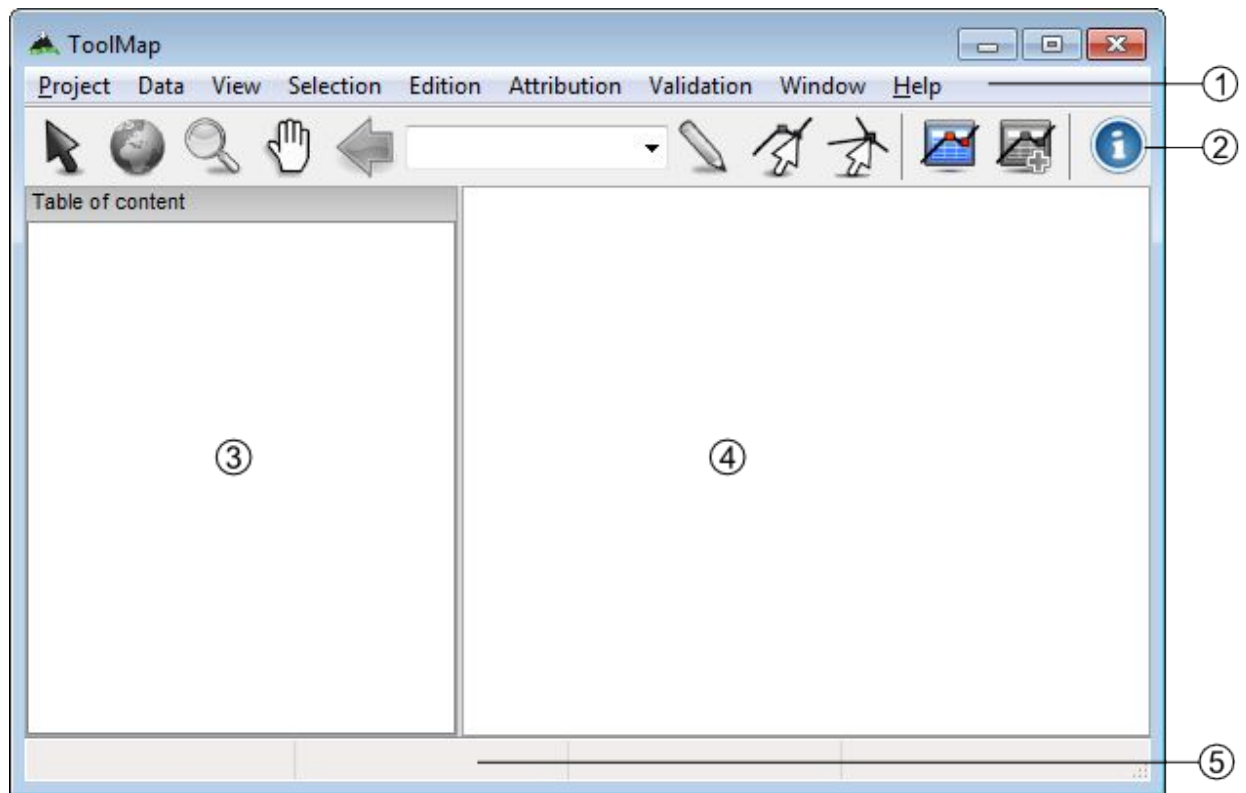 ToolMap
Project Data View Selection Edition Attribution Validation Window Help ①
②
Table of content
③ ④
⑤